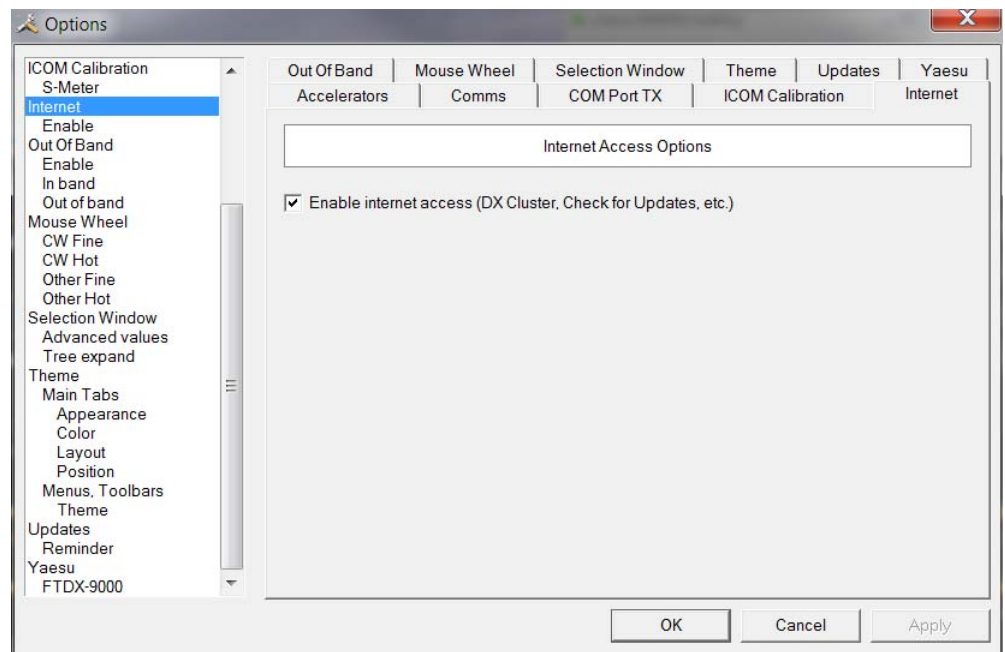 Options
ICOM Calibration
S-Meter
Internet
Enable
Out Of Band
Enable
In band
Out of band
Mouse Wheel
CW Fine
CW Hot
Other Fine
Other Hot
Selection Window
Advanced values
Tree expand
Theme
Main Tabs
Appearance
Color
Layout
Position
Menus, Toolbars
Theme
Updates
Reminder
Yaesu
FTDX-9000
Out Of Band Mouse Wheel Selection Window Theme Updates Yaesu
Accelerators Comms COM Port TX ICOM Calibration Internet
Internet Access Options
Enable internet access (DX Cluster, Check for Updates, etc.)
OK Cancel Apply